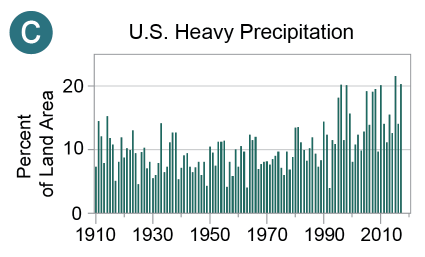 C
U.S. Heavy Precipitation
Percent
of Land Area
20
10
0
1910 1930 1950 1970 1990 2010